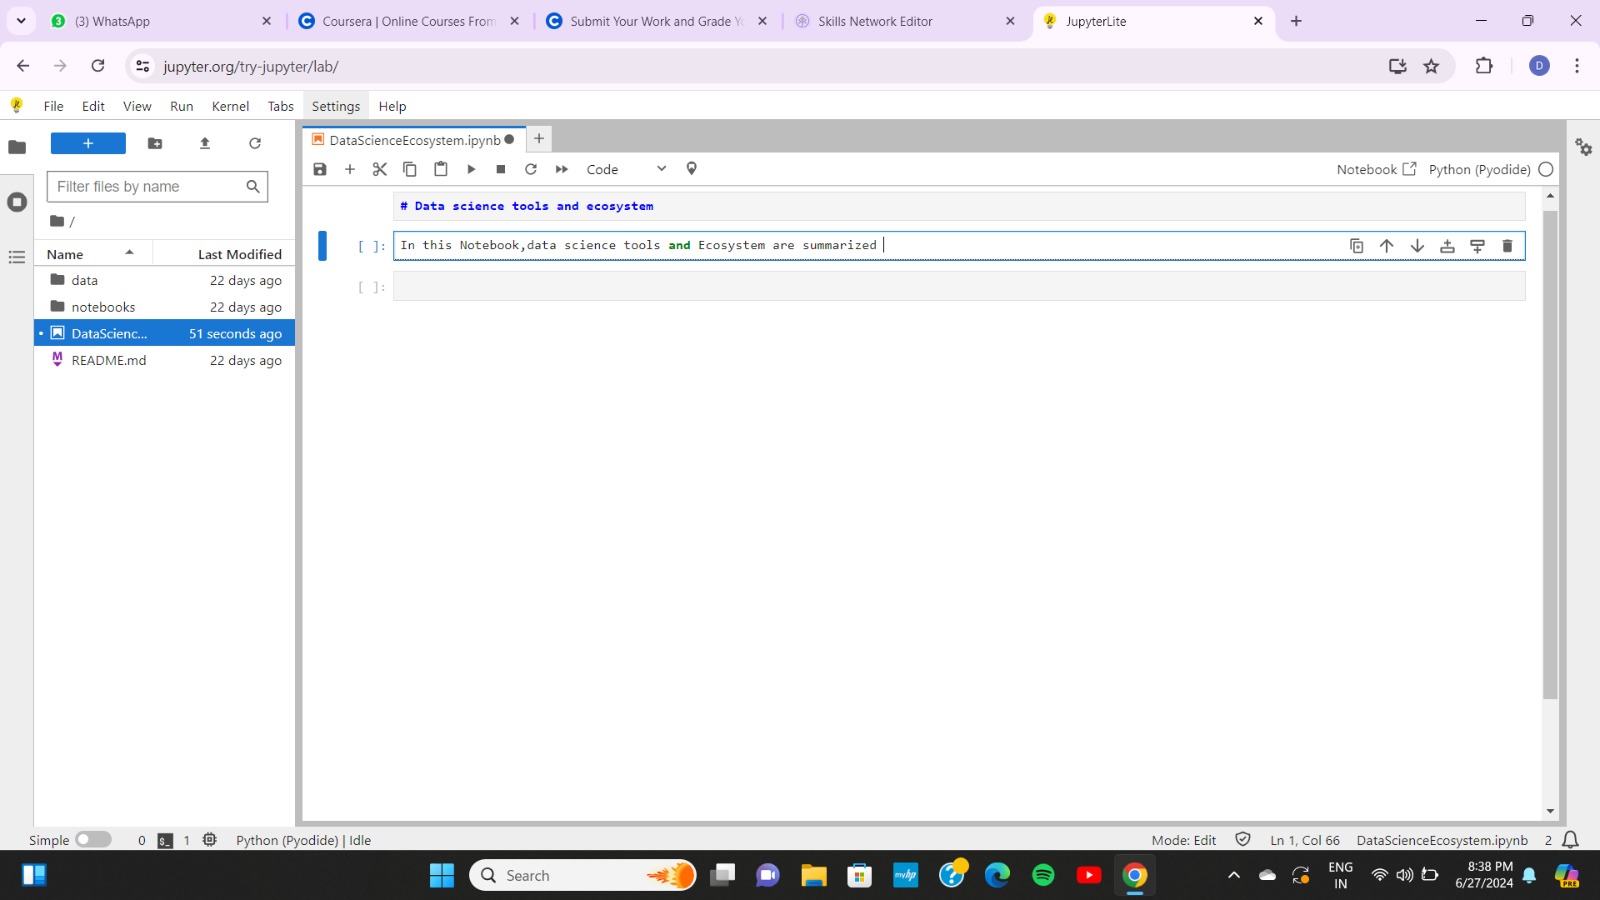 3 (3) WhatsApp
Coursera | Online Courses From
Submit Your Work and Grade Yo
Skills Network Editor
JupyterLite
jupyter.org/try-jupyter/lab/
D
File Edit View Run Kernel Tabs Settings Help
DataScienceEcosystem.ipynb
Filter files by name
Code
Notebook
Python (Pyodide)
/
# Data science tools and ecosystem
Name Last Modified
[ ]: In this Notebook,data science tools and Ecosystem are summarized
data 22 days ago
[ ]:
notebooks 22 days ago
DataScienc... 51 seconds ago
M README.md 22 days ago
Simple 0 $_ 1 Python (Pyodide) | Idle
Mode: Edit Ln 1, Col 66 DataScienceEcosystem.ipynb 2
Search
myhp
ENG
IN
8:38 PM
6/27/2024
PRE